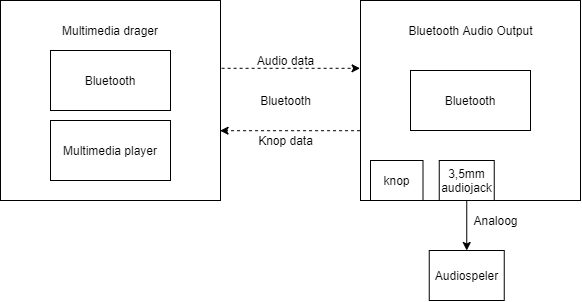 Multimedia drager
Bluetooth Audio Output
Audio data
Bluetooth
Bluetooth
Bluetooth
Knop data
Multimedia player
knop
3,5mm
audiojack
Analoog
Audiospeler